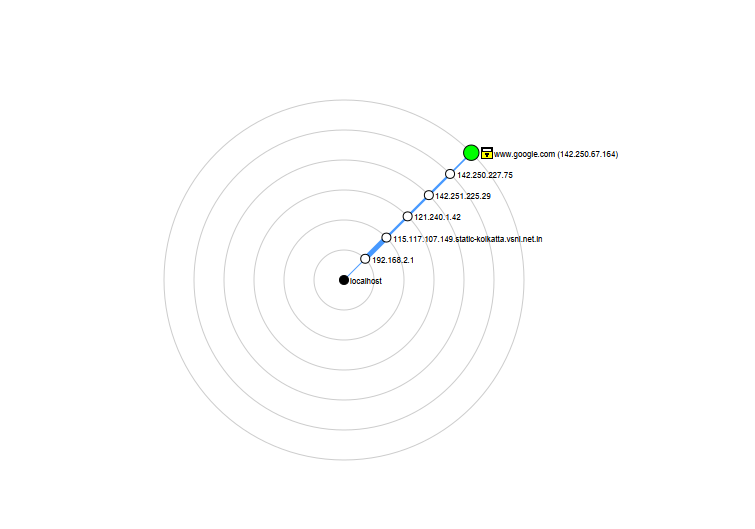 www.google.com (142.250.67.164)
142.250.227.75
142.251.225.29
121.240.1.42
115.117.107.149.static-kolkatta.vsnl.net.in
192.168.2.1
localhost